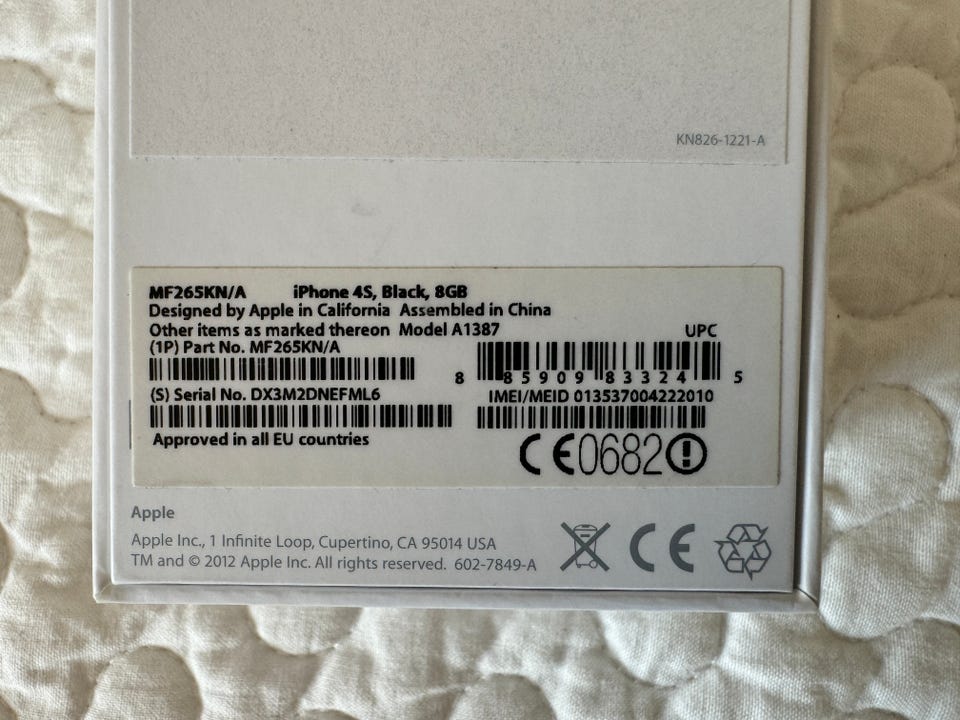 KN826-1221-A
MF265KN/A iPhone 4S, Black, 8GB
Designed by Apple in California Assembled in China
Other items as marked thereon Model A1387
UPC
(1P) Part No. MF265KN/A
8 85909 83324 5
(S) Serial No. DX3M2DNEFML6
IMEI/MEID 013537004222010
Approved in all EU countries
CE0682
Apple
Apple Inc., 1 Infinite Loop, Cupertino, CA 95014 USA
TM and © 2012 Apple Inc. All rights reserved. 602-7849-A
CE